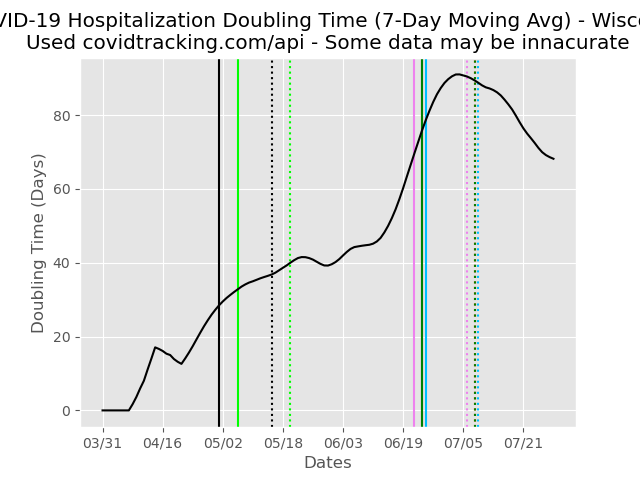 VID-19 Hospitalization Doubling Time (7-Day Moving Avg) - Wisco
Used covidtracking.com/api - Some data may be innacurate
Doubling Time (Days)
80
60
40
20
0
03/31 04/16 05/02 05/18 06/03 06/19 07/05 07/21
Dates